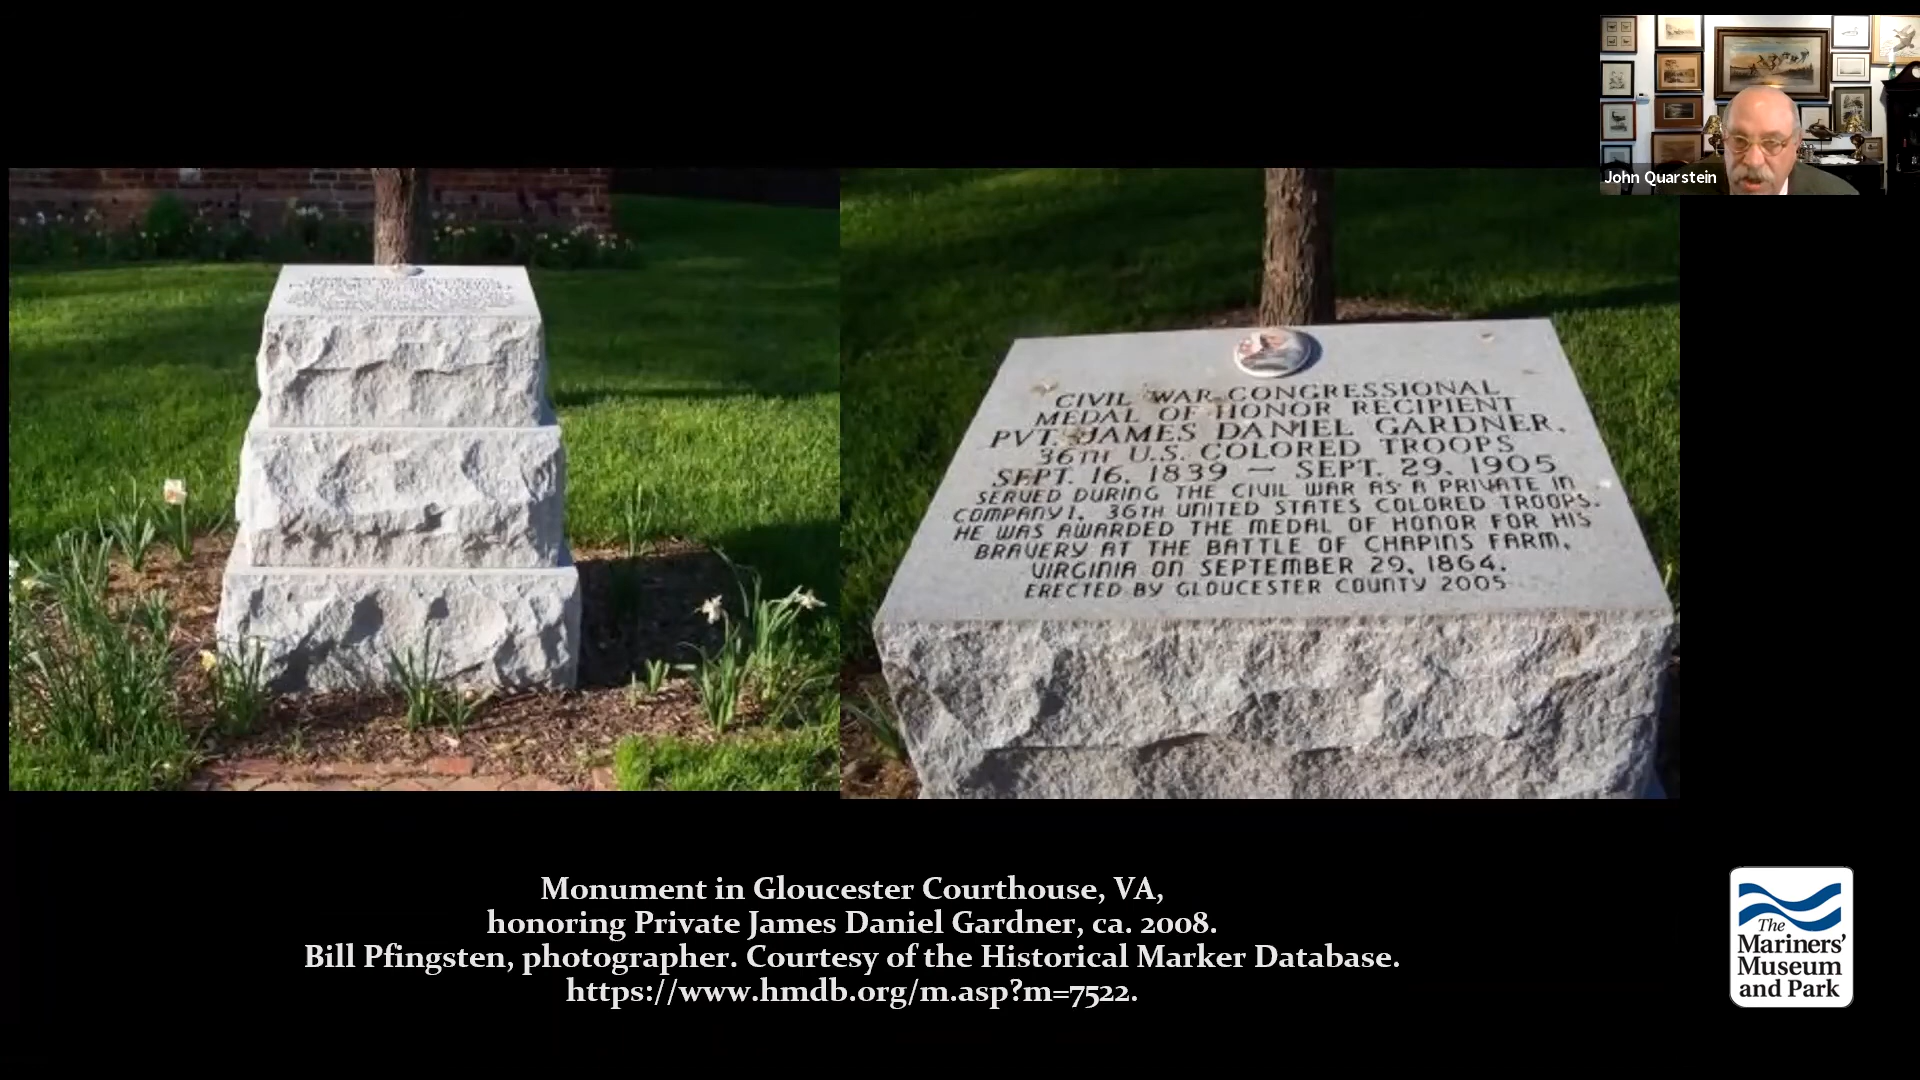 John Quarstein
CIVIL WAR CONGRESSIONAL
MEDAL OF HONOR RECIPIENT
PVT. JAMES DANIEL GARDNER,
36TH U.S. COLORED TROOPS
SEPT. 16, 1839 — SEPT. 29, 1905
SERVED DURING THE CIVIL WAR AS A PRIVATE IN
COMPANY I, 36TH UNITED STATES COLORED TROOPS.
HE WAS AWARDED THE MEDAL OF HONOR FOR HIS
BRAVERY AT THE BATTLE OF CHAPINS FARM,
VIRGINIA ON SEPTEMBER 29, 1864.
ERECTED BY GLOUCESTER COUNTY 2005
Monument in Gloucester Courthouse, VA,
honoring Private James Daniel Gardner, ca. 2008.
Bill Pfingsten, photographer. Courtesy of the Historical Marker Database.
https://www.hmdb.org/m.asp?m=7522.
The
Mariners'
Museum
and Park